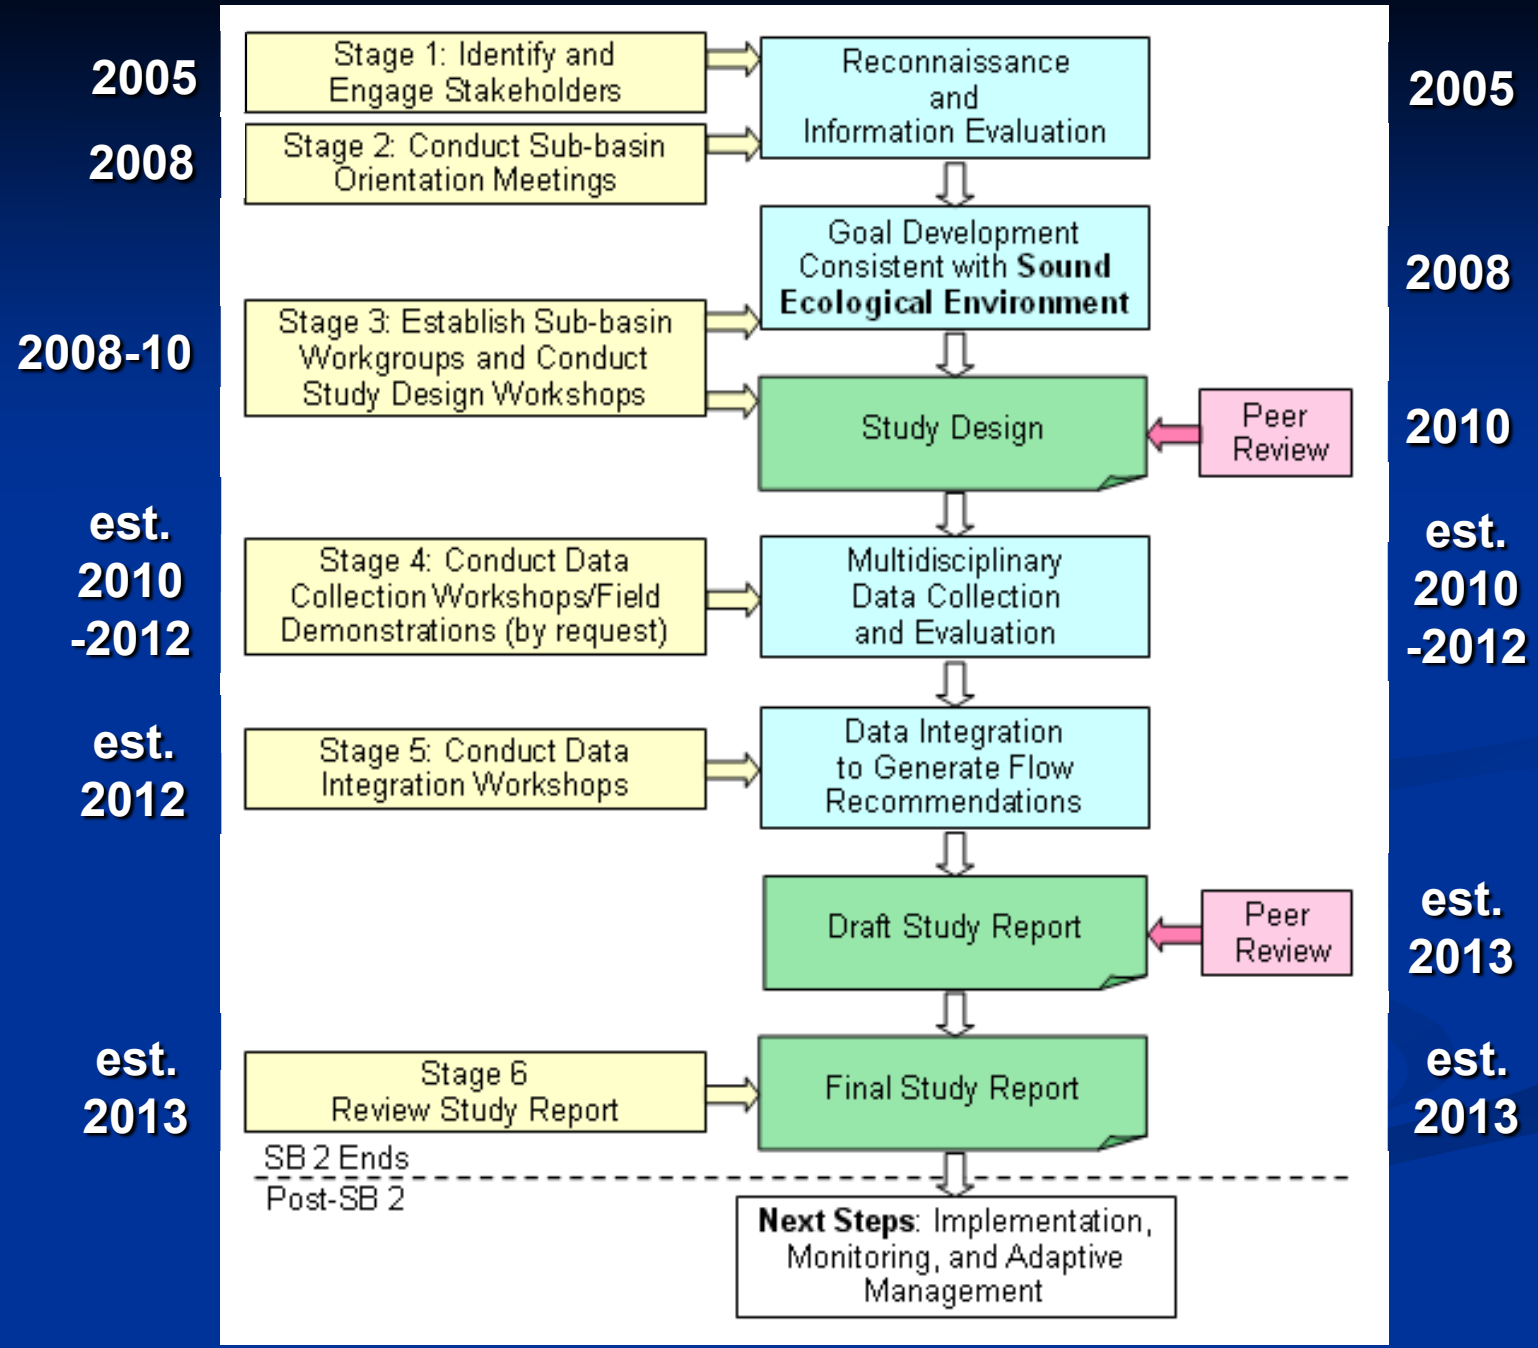 2005
Stage 1: Identify and
Engage Stakeholders
Reconnaissance
and
Information Evaluation
2005
2008
Stage 2: Conduct Sub-basin
Orientation Meetings
Goal Development
Consistent with Sound
Ecological Environment
2008
2008-10
Stage 3: Establish Sub-basin
Workgroups and Conduct
Study Design Workshops
Study Design
Peer
Review
2010
est.
2010
-2012
Stage 4: Conduct Data
Collection Workshops/Field
Demonstrations (by request)
Multidisciplinary
Data Collection
and Evaluation
est.
2010
-2012
est.
2012
Stage 5: Conduct Data
Integration Workshops
Data Integration
to Generate Flow
Recommendations
Draft Study Report
Peer
Review
est.
2013
est.
2013
Stage 6
Review Study Report
Final Study Report
est.
2013
SB 2 Ends
Post-SB 2
Next Steps: Implementation,
Monitoring, and Adaptive
Management